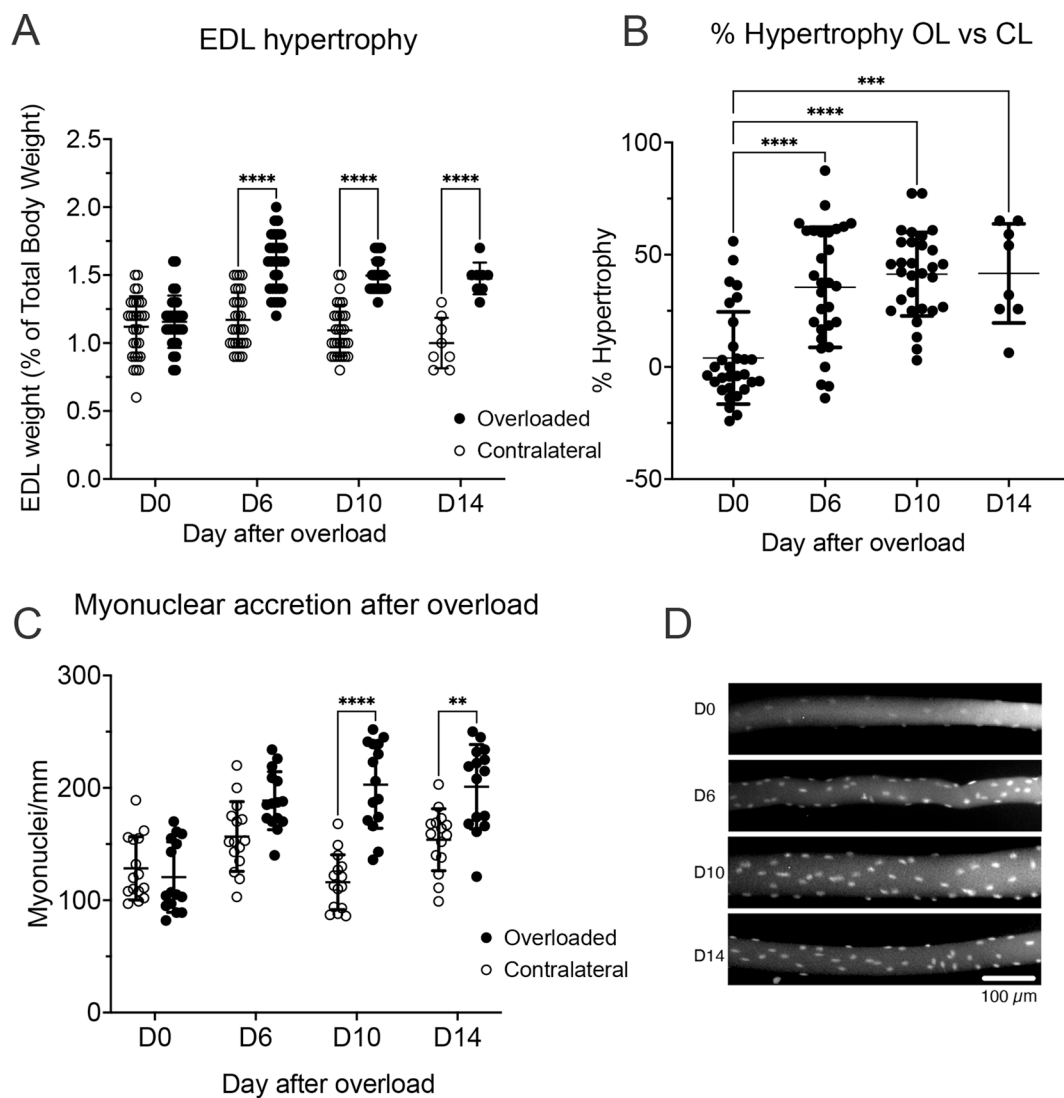 A
EDL hypertrophy
EDL weight (% of Total Body Weight)
2.5
2.0
1.5
1.0
0.5
0.0
****
****
****
Overloaded
Contralateral
D0 D6 D10 D14
Day after overload
B
% Hypertrophy OL vs CL
% Hypertrophy
100
50
0
-50
***
****
****
D0 D6 D10 D14
Day after overload
C
Myonuclear accretion after overload
Myonuclei/mm
300
200
100
0
****
**
Overloaded
Contralateral
D0 D6 D10 D14
Day after overload
D
D0
D6
D10
D14
100 µm